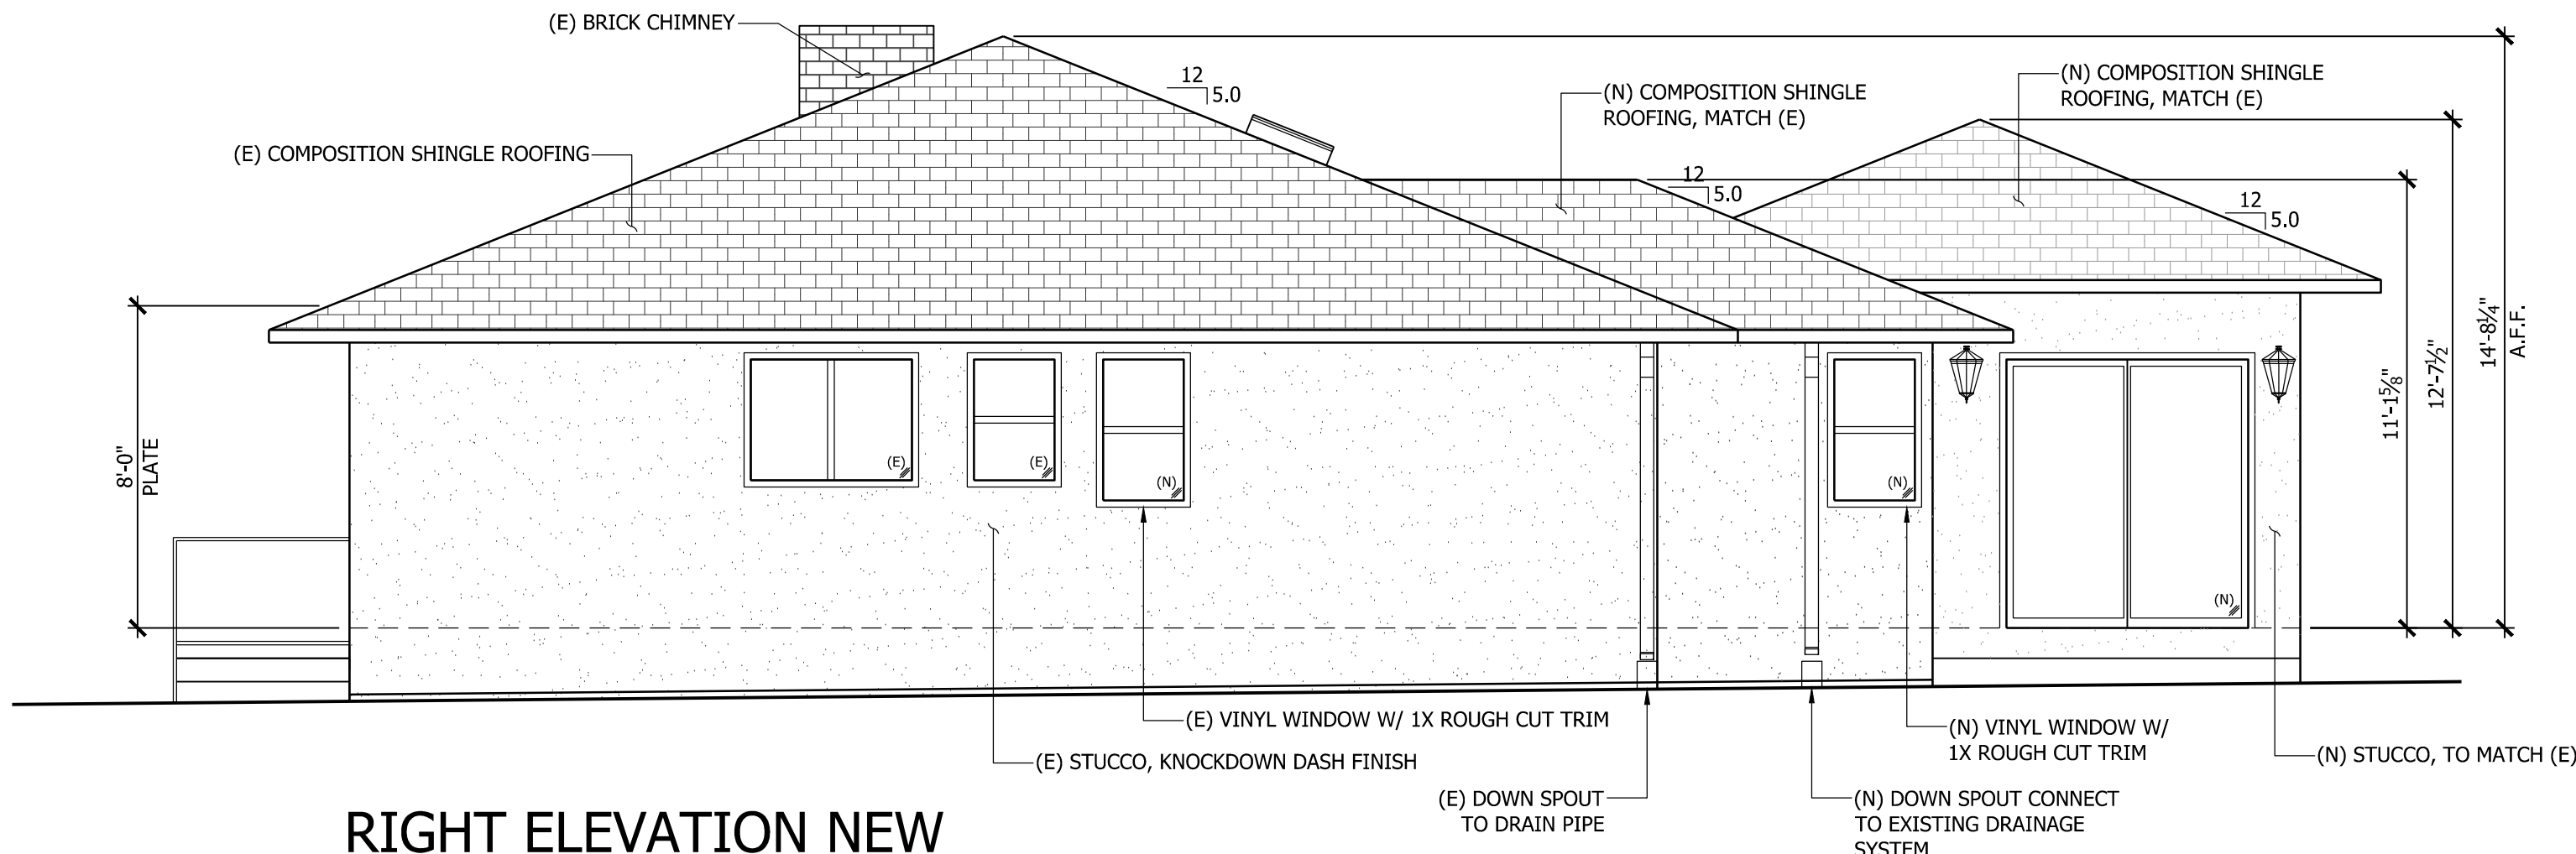 (E) BRICK CHIMNEY
12
5.0
(N) COMPOSITION SHINGLE
ROOFING, MATCH (E)
(N) COMPOSITION SHINGLE
ROOFING, MATCH (E)
(E) COMPOSITION SHINGLE ROOFING
12
5.0
12
5.0
8'-0"
PLATE
11'-1⅝"
12'-7½"
14'-8¼"
A.F.F.
(E)
(E)
(N)
(N)
(N)
(E) VINYL WINDOW W/ 1X ROUGH CUT TRIM
(N) VINYL WINDOW W/
1X ROUGH CUT TRIM
(E) STUCCO, KNOCKDOWN DASH FINISH
(N) STUCCO, TO MATCH (E)
(E) DOWN SPOUT
TO DRAIN PIPE
(N) DOWN SPOUT CONNECT
TO EXISTING DRAINAGE
SYSTEM
RIGHT ELEVATION NEW